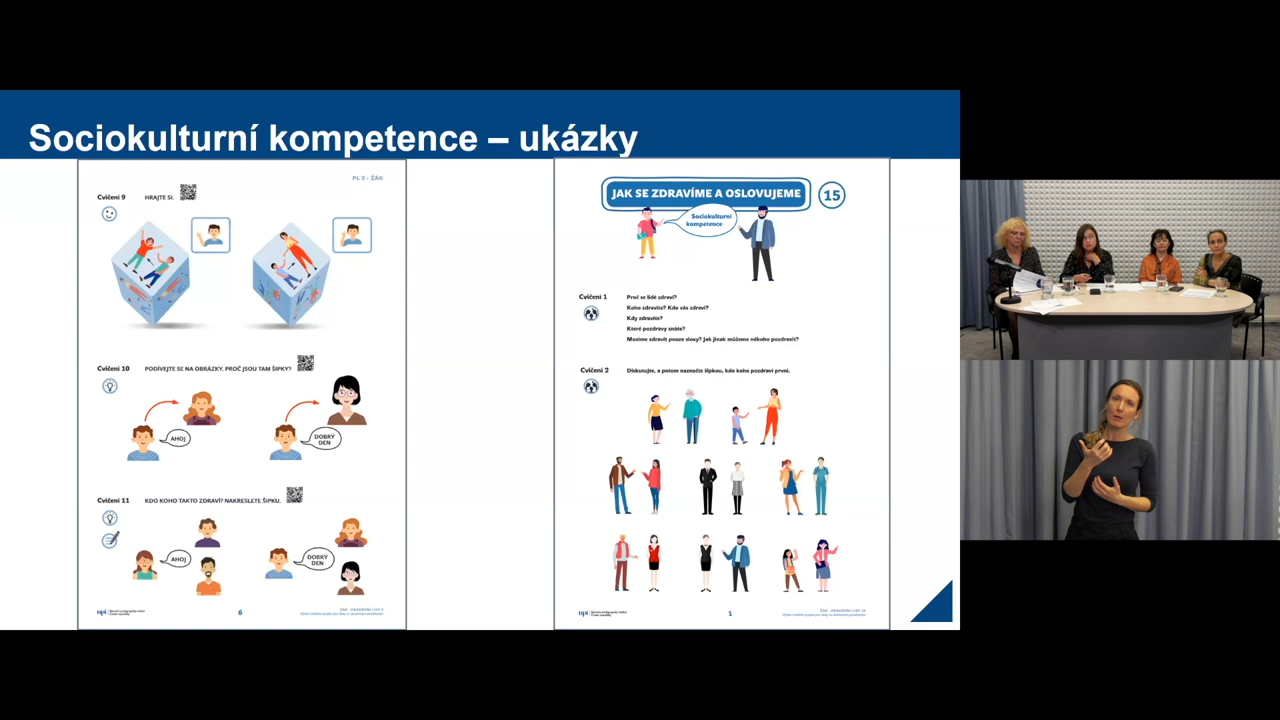 Sociokulturní kompetence – ukázky
PL 2 - ŽÁK
Cvičení 9
HRAJTE SI.
Cvičení 10
PODÍVEJTE SE NA OBRÁZKY. PROČ JSOU TAM ŠIPKY?
AHOJ
DOBRÝ
DEN
Cvičení 11
KDO KOHO TAKTO ZDRAVÍ? NAKRESLETE ŠIPKU.
AHOJ
DOBRÝ
DEN
npi
6
JAK SE ZDRAVÍME A OSLOVUJEME
15
Sociokulturní
kompetence
Cvičení 1
Proč se lidé zdraví?
Koho zdravíte? Kdo vás zdraví?
Kdy zdravíte?
Které pozdravy znáte?
Musíme zdravit pouze slovy? Jak jinak můžeme někoho pozdravit?
Cvičení 2
Diskutujte, a potom naznačte šipkou, kdo koho pozdraví první.
npi
1